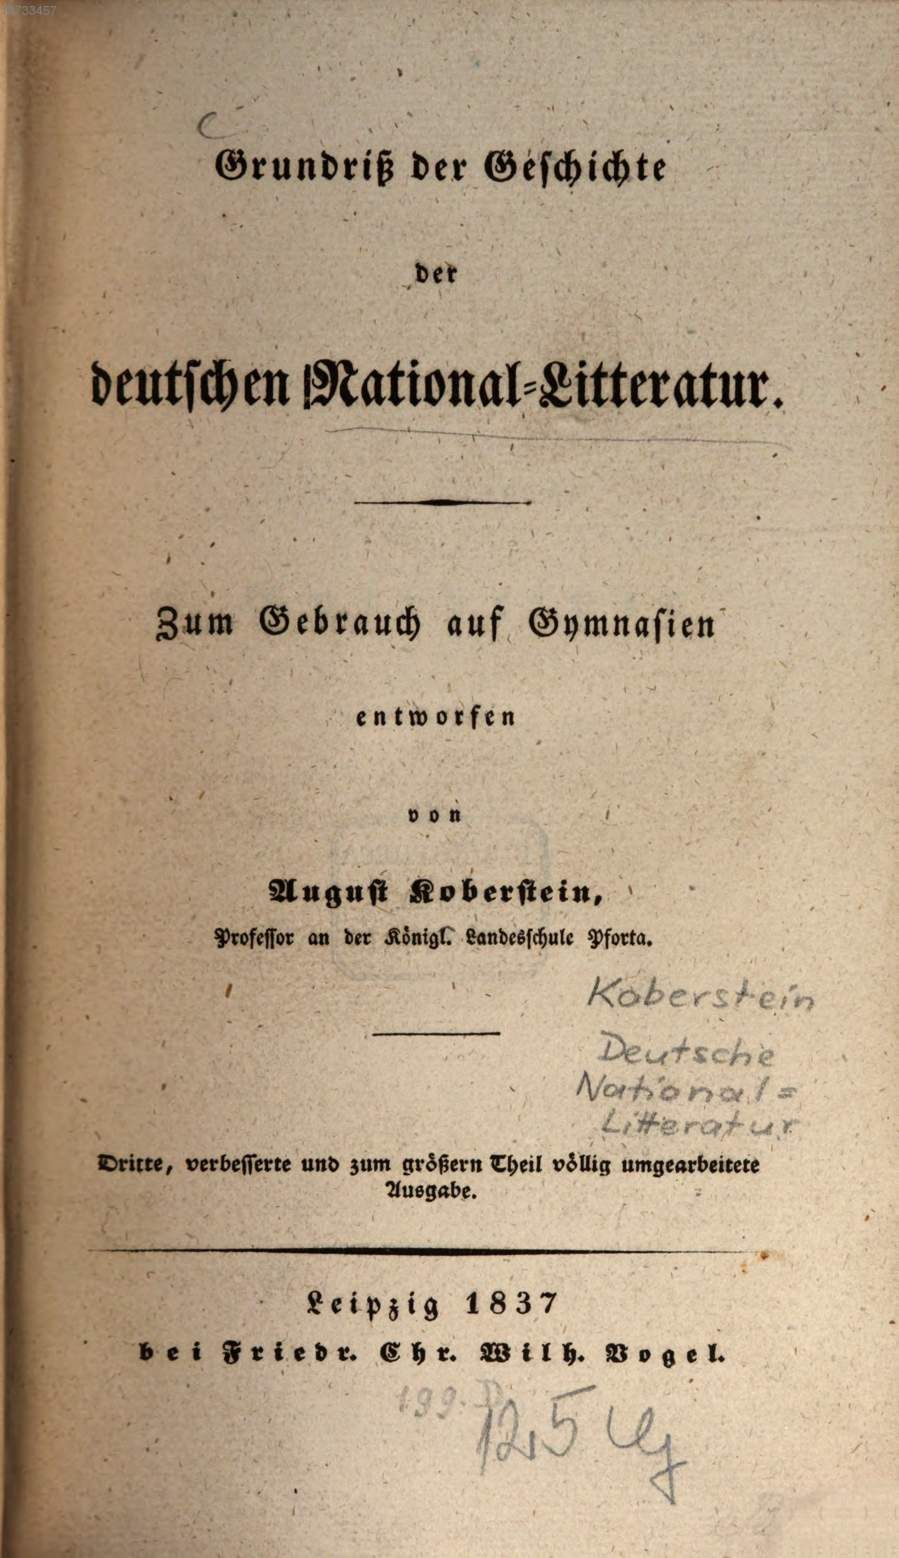 Grundriß der Geschichte
der
deutschen National-Litteratur.
Zum Gebrauch auf Gymnasien
entworfen
von
August Koberstein,
Professor an der Königl. Landesschule Pforta.
Koberstein
Deutsche
National=
Litteratur
Dritte, verbesserte und zum größern Theil völlig umgearbeitete
Ausgabe.
Leipzig 1837
bei Friedr. Chr. Wilh. Vogel.